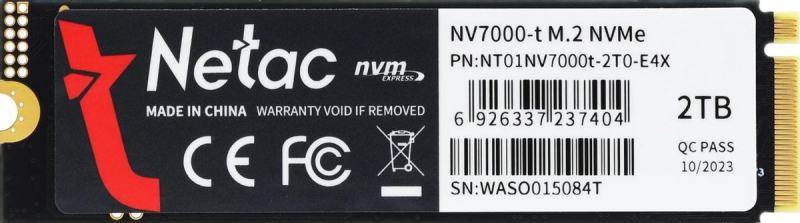 Netac
nvm
EXPRESS
MADE IN CHINA WARRANTY VOID IF REMOVED
CE FC
NV7000-t M.2 NVMe
PN:NT01NV7000t-2T0-E4X
6 926337 237404
2TB
QC PASS
10/2023
SN:WASO015084T